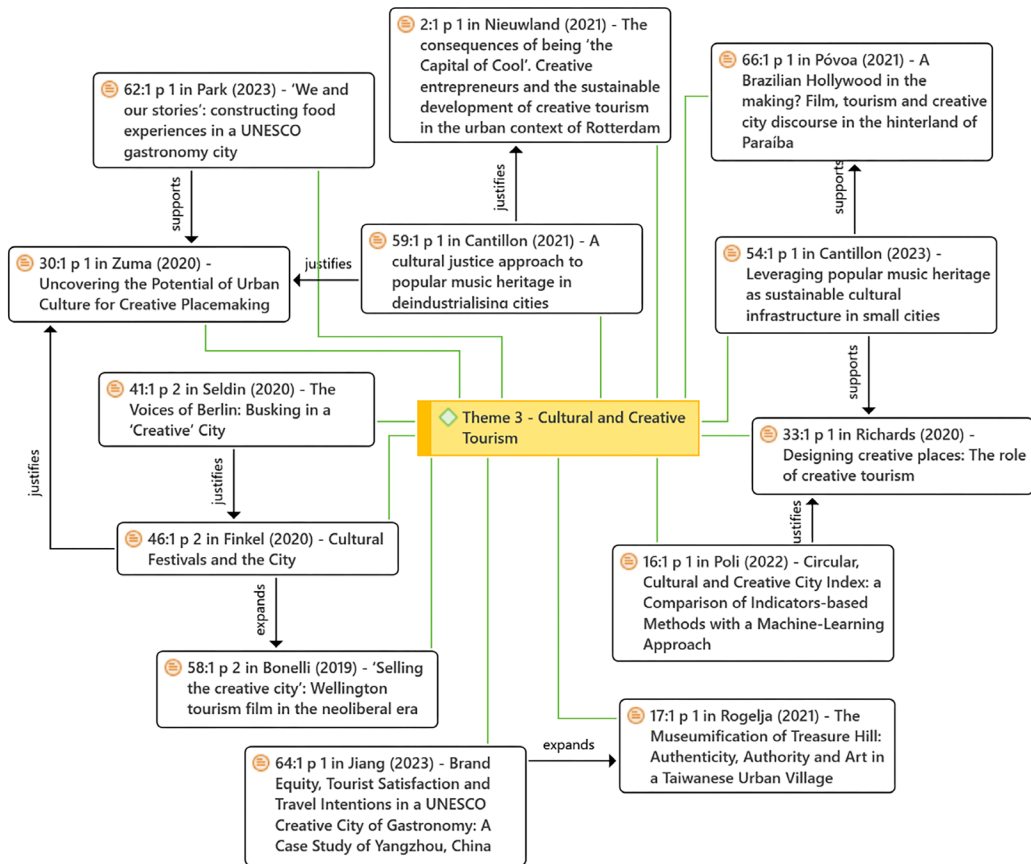 2:1 p 1 in Nieuwland (2021) - The
consequences of being ‘the
Capital of Cool’. Creative
entrepreneurs and the sustainable
development of creative tourism
in the urban context of Rotterdam
66:1 p 1 in Póvoa (2021) - A
Brazilian Hollywood in the
making? Film, tourism and creative
city discourse in the hinterland of
Paraíba
62:1 p 1 in Park (2023) - ‘We and
our stories’: constructing food
experiences in a UNESCO
gastronomy city
supports
justifies
supports
59:1 p 1 in Cantillon (2021) - A
cultural justice approach to
popular music heritage in
deindustrialising cities
54:1 p 1 in Cantillon (2023) -
Leveraging popular music heritage
as sustainable cultural
infrastructure in small cities
30:1 p 1 in Zuma (2020) -
Uncovering the Potential of Urban
Culture for Creative Placemaking
justifies
supports
41:1 p 2 in Seldin (2020) - The
Voices of Berlin: Busking in a
‘Creative’ City
Theme 3 - Cultural and Creative
Tourism
33:1 p 1 in Richards (2020) -
Designing creative places: The role
of creative tourism
justifies
justifies
ustifies
46:1 p 2 in Finkel (2020) - Cultural
Festivals and the City
16:1 p 1 in Poli (2022) - Circular,
Cultural and Creative City Index: a
Comparison of Indicators-based
Methods with a Machine-Learning
Approach
expands
58:1 p 2 in Bonelli (2019) - ‘Selling
the creative city’: Wellington
tourism film in the neoliberal era
17:1 p 1 in Rogelja (2021) - The
Museumification of Treasure Hill:
Authenticity, Authority and Art in
a Taiwanese Urban Village
expands
64:1 p 1 in Jiang (2023) - Brand
Equity, Tourist Satisfaction and
Travel Intentions in a UNESCO
Creative City of Gastronomy: A
Case Study of Yangzhou, China